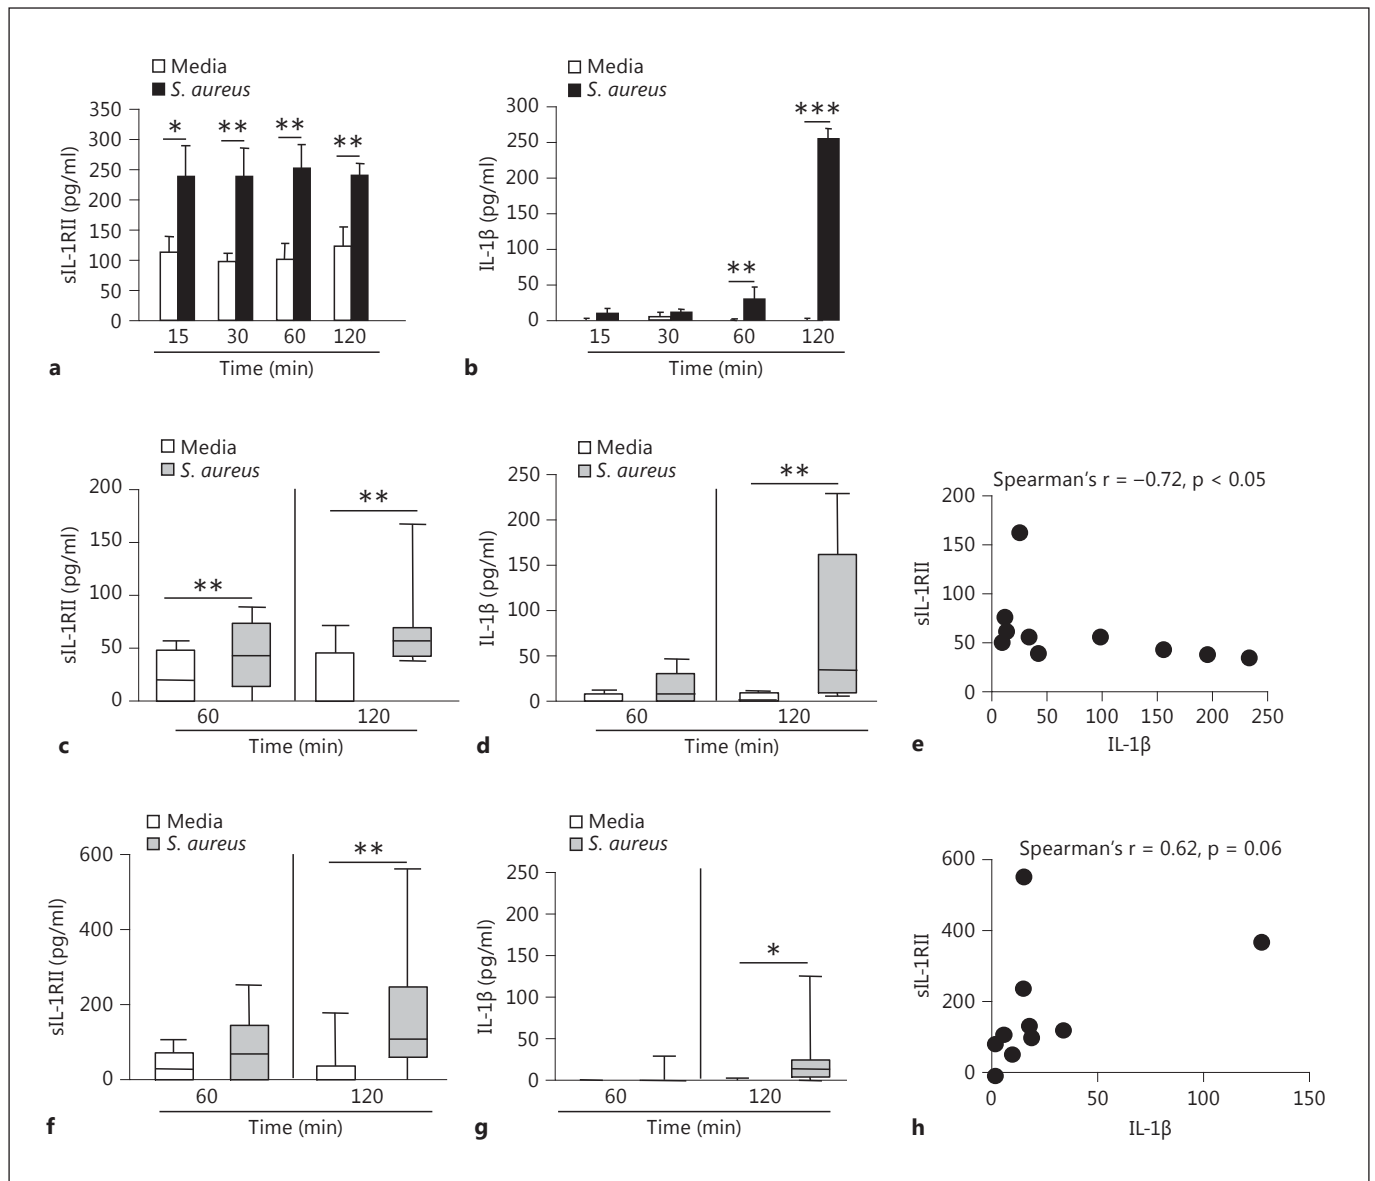 Media
S. aureus
350
300
250
200
150
100
50
0
sIL-1RII (pg/ml)
*
**
**
**
15 30 60 120
Time (min)
a
Media
S. aureus
300
250
200
150
100
50
0
IL-1β (pg/ml)
**
***
15 30 60 120
Time (min)
b
Media
S. aureus
200
150
100
50
0
sIL-1RII (pg/ml)
**
**
60 120
Time (min)
c
Media
S. aureus
250
200
150
100
50
0
IL-1β (pg/ml)
**
60 120
Time (min)
d
Spearman's r = –0.72, p < 0.05
200
150
100
50
0
sIL-1RII
0 50 100 150 200 250
IL-1β
e
Media
S. aureus
600
400
200
0
sIL-1RII (pg/ml)
**
60 120
Time (min)
f
Media
S. aureus
250
200
150
100
50
0
IL-1β (pg/ml)
*
60 120
Time (min)
g
Spearman's r = 0.62, p = 0.06
600
400
200
0
sIL-1RII
0 50 100 150
IL-1β
h